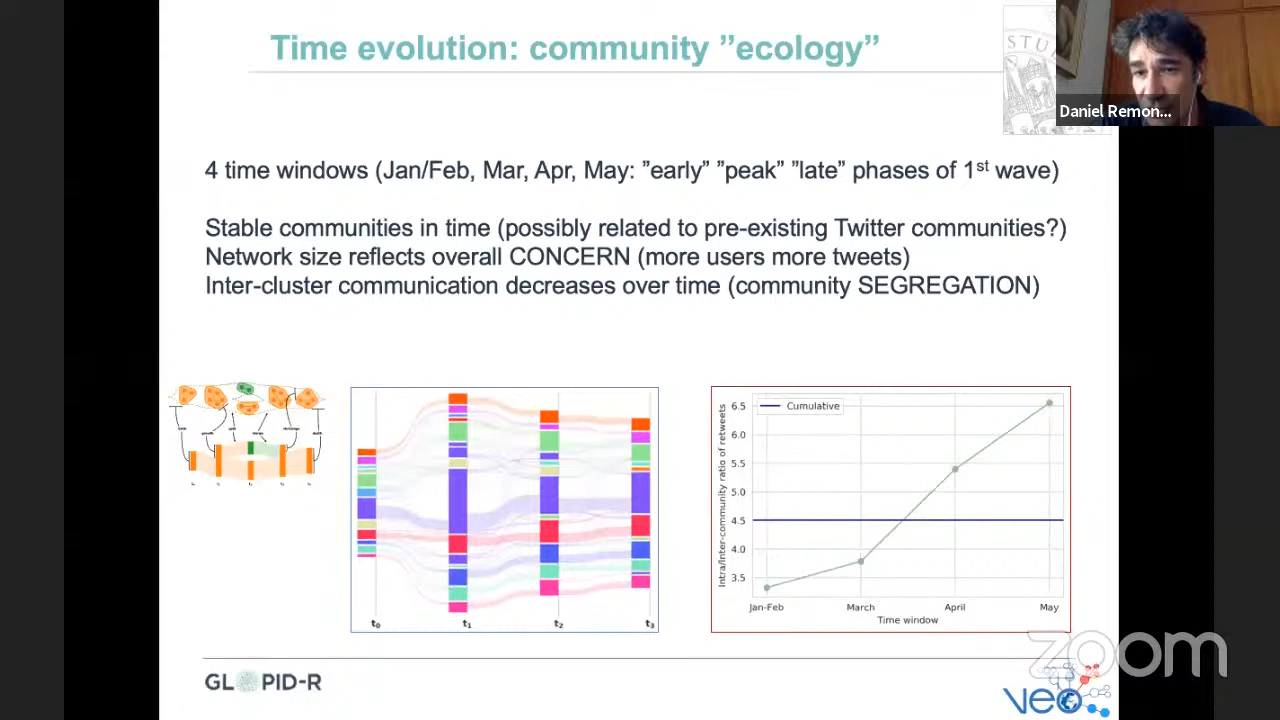 Time evolution: community ”ecology”
STU
Daniel Remon...
4 time windows (Jan/Feb, Mar, Apr, May: ”early” ”peak” ”late” phases of 1st wave)
Stable communities in time (possibly related to pre-existing Twitter communities?)
Network size reflects overall CONCERN (more users more tweets)
Inter-cluster communication decreases over time (community SEGREGATION)
t0 t1 t2 t3
Cumulative
Intra/Inter-community ratio of retweets
6.5
6.0
5.5
5.0
4.5
4.0
3.5
Jan-Feb March April May
Time window
zoom
GLOPID-R
veo